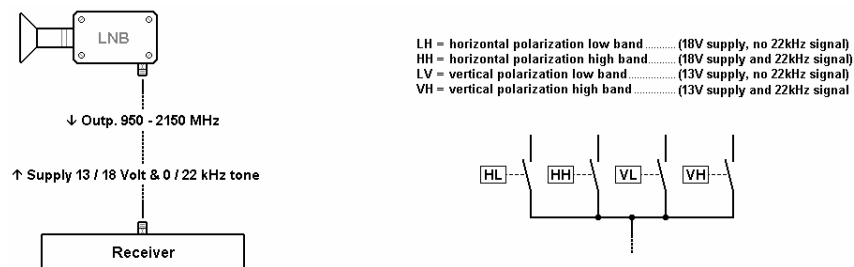 LNB
↓ Outp. 950 - 2150 MHz
↑ Supply 13 / 18 Volt & 0 / 22 kHz tone
Receiver
LH = horizontal polarization low band .......... (18V supply, no 22kHz signal)
HH = horizontal polarization high band ......... (18V supply and 22kHz signal)
LV = vertical polarization low band .............. (13V supply, no 22kHz signal)
VH = vertical polarization high band ............. (13V supply and 22kHz signal
HL HH VL VH